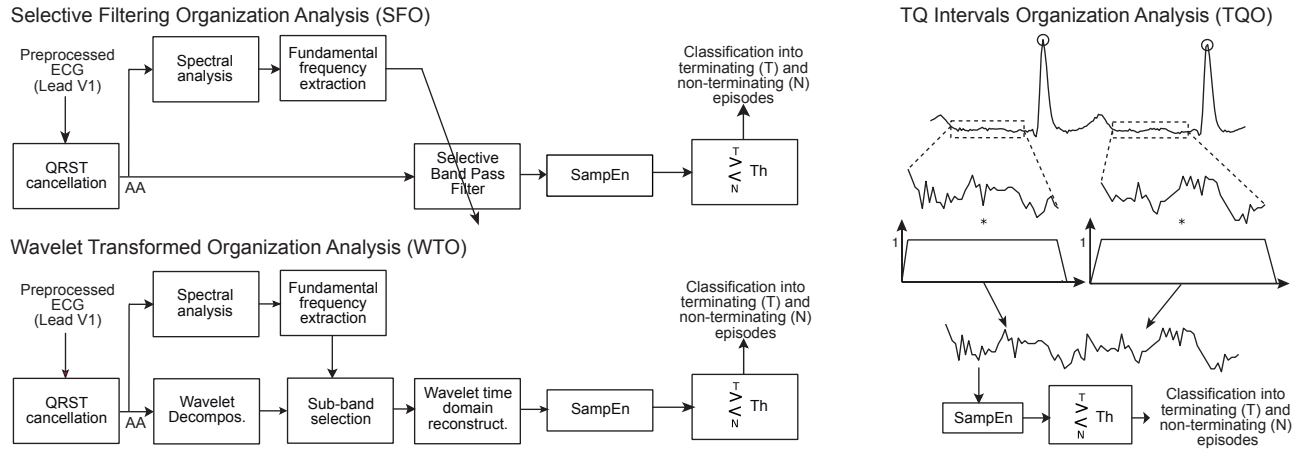 Selective Filtering Organization Analysis (SFO)
Preprocessed
ECG
(Lead V1)
QRST
cancellation
AA
Spectral
analysis
Fundamental
frequency
extraction
Selective
Band Pass
Filter
SampEn
T
>
<
N
Th
Classification into
terminating (T) and
non-terminating (N)
episodes
Wavelet Transformed Organization Analysis (WTO)
Preprocessed
ECG
(Lead V1)
QRST
cancellation
AA
Spectral
analysis
Fundamental
frequency
extraction
Wavelet
Decompos.
Sub-band
selection
Wavelet time
domain
reconstruct.
SampEn
T
>
<
N
Th
Classification into
terminating (T) and
non-terminating (N)
episodes
TQ Intervals Organization Analysis (TQO)
*
*
1
1
SampEn
T
>
<
N
Th
Classification into
terminating (T) and
non-terminating (N)
episodes